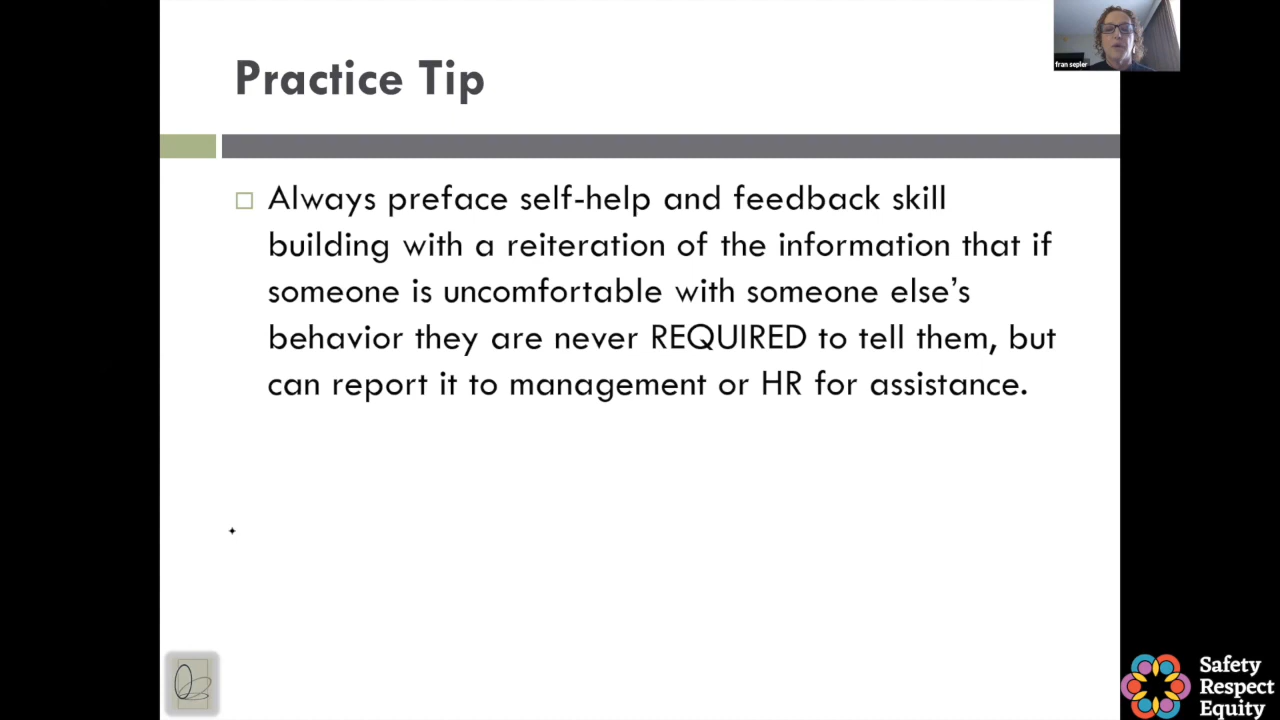 Practice Tip
fran sepler
Always preface self-help and feedback skill
building with a reiteration of the information that if
someone is uncomfortable with someone else’s
behavior they are never REQUIRED to tell them, but
can report it to management or HR for assistance.
Safety
Respect
Equity